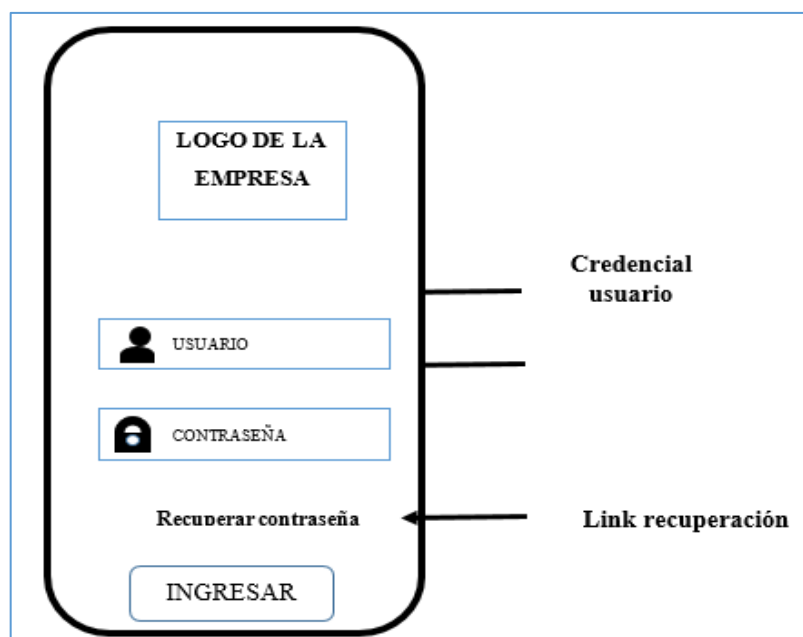 LOGO DE LA
EMPRESA
Credencial
usuario
USUARIO
CONTRASEÑA
Recuperar contraseña
Link recuperación
INGRESAR